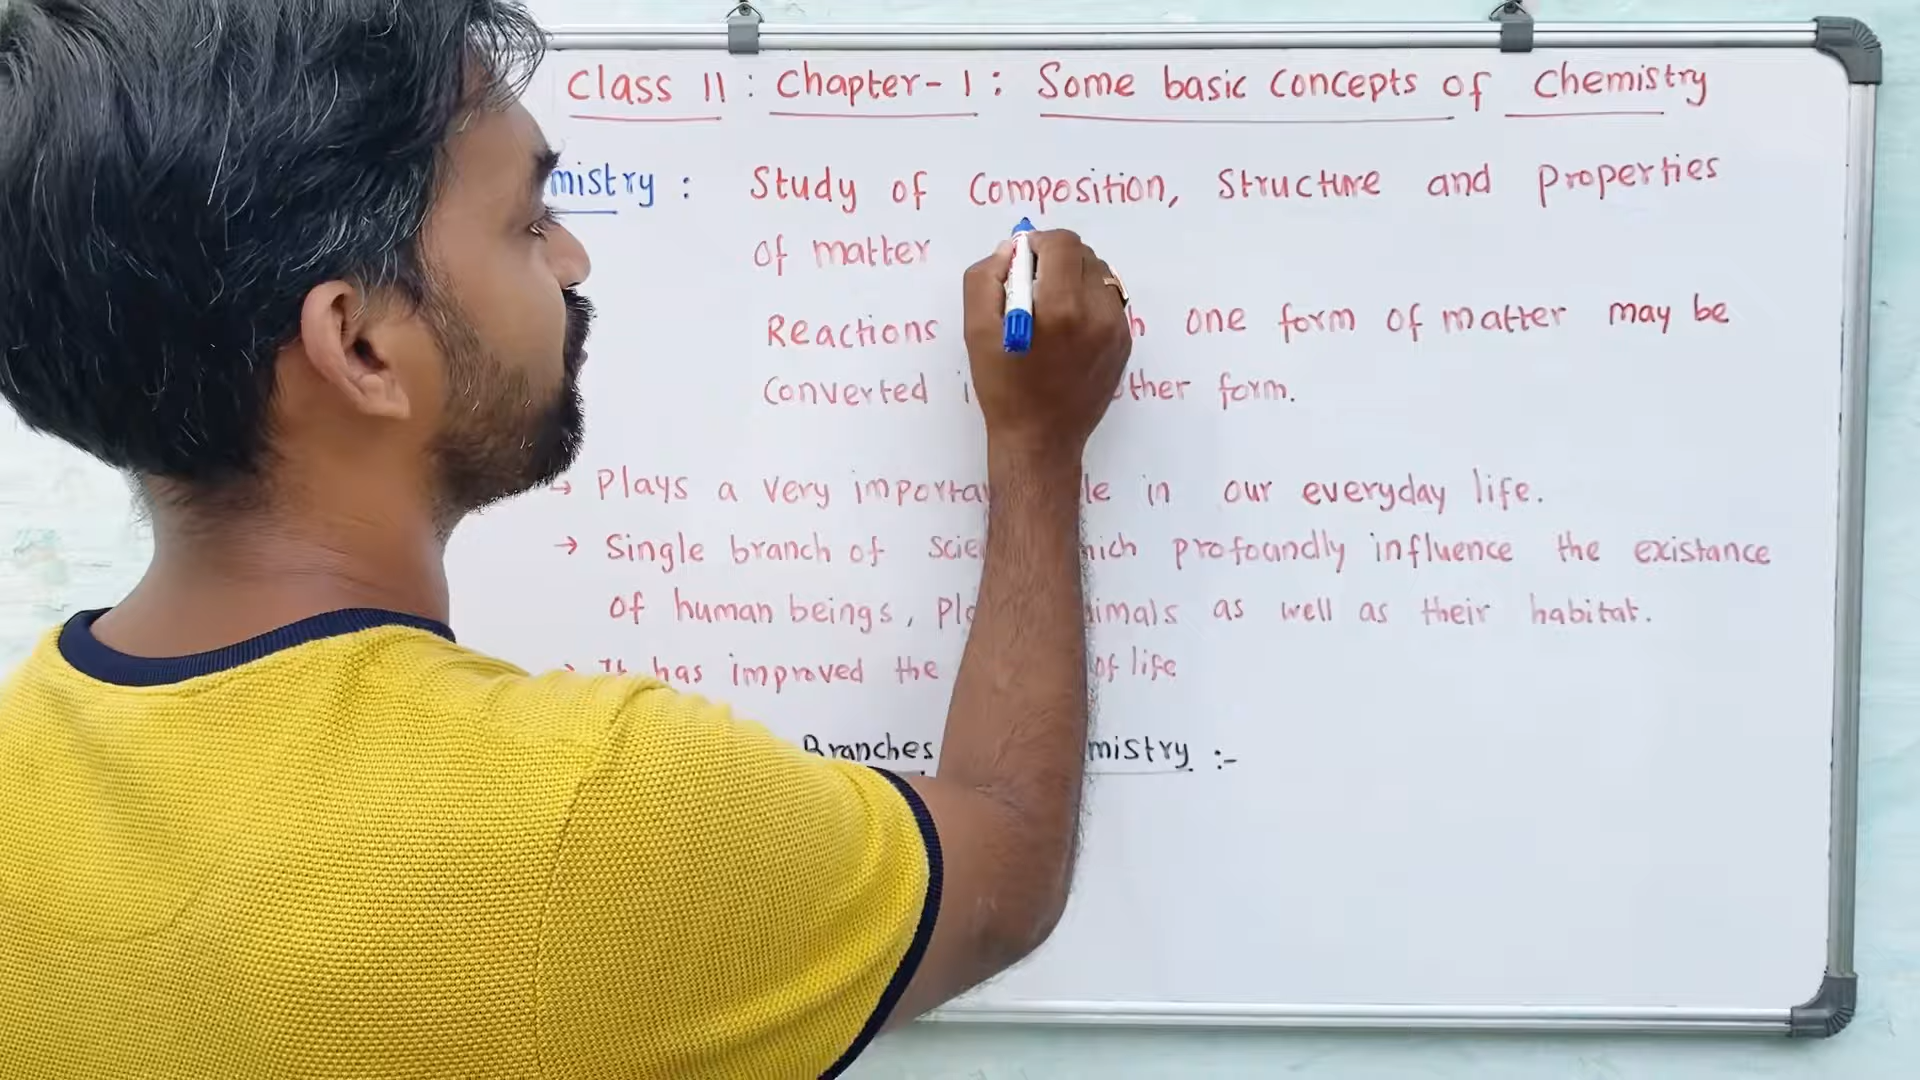 Class 11 : Chapter-1 : Some basic concepts of Chemistry
mistry : Study of Composition, Structure and Properties
of matter
Reactions h one form of matter may be
Converted i ther form.
→ Plays a very importa le in our everyday life.
→ Single branch of scie hich profoundly influence the existance
of human beings, pla imals as well as their habitat.
→ It has improved the of life
Branches mistry :-